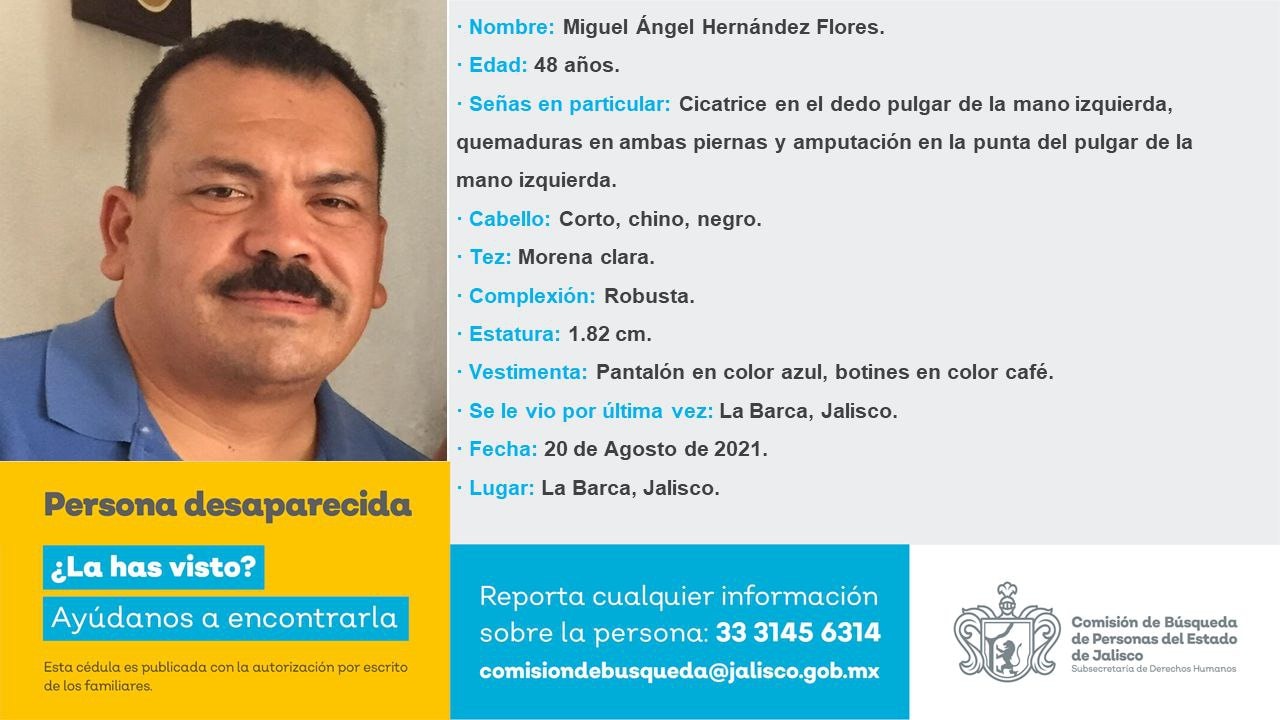 · Nombre: Miguel Ángel Hernández Flores.
· Edad: 48 años.
· Señas en particular: Cicatrice en el dedo pulgar de la mano izquierda,
quemaduras en ambas piernas y amputación en la punta del pulgar de la
mano izquierda.
· Cabello: Corto, chino, negro.
· Tez: Morena clara.
· Complexión: Robusta.
· Estatura: 1.82 cm.
· Vestimenta: Pantalón en color azul, botines en color café.
· Se le vio por última vez: La Barca, Jalisco.
· Fecha: 20 de Agosto de 2021.
· Lugar: La Barca, Jalisco.
Persona desaparecida
¿La has visto?
Ayúdanos a encontrarla
Esta cédula es publicada con la autorización por escrito
de los familiares.
Reporta cualquier información
sobre la persona: 33 3145 6314
comisiondebusqueda@jalisco.gob.mx
Comisión de Búsqueda
de Personas del Estado
de Jalisco
Subsecretaría de Derechos Humanos